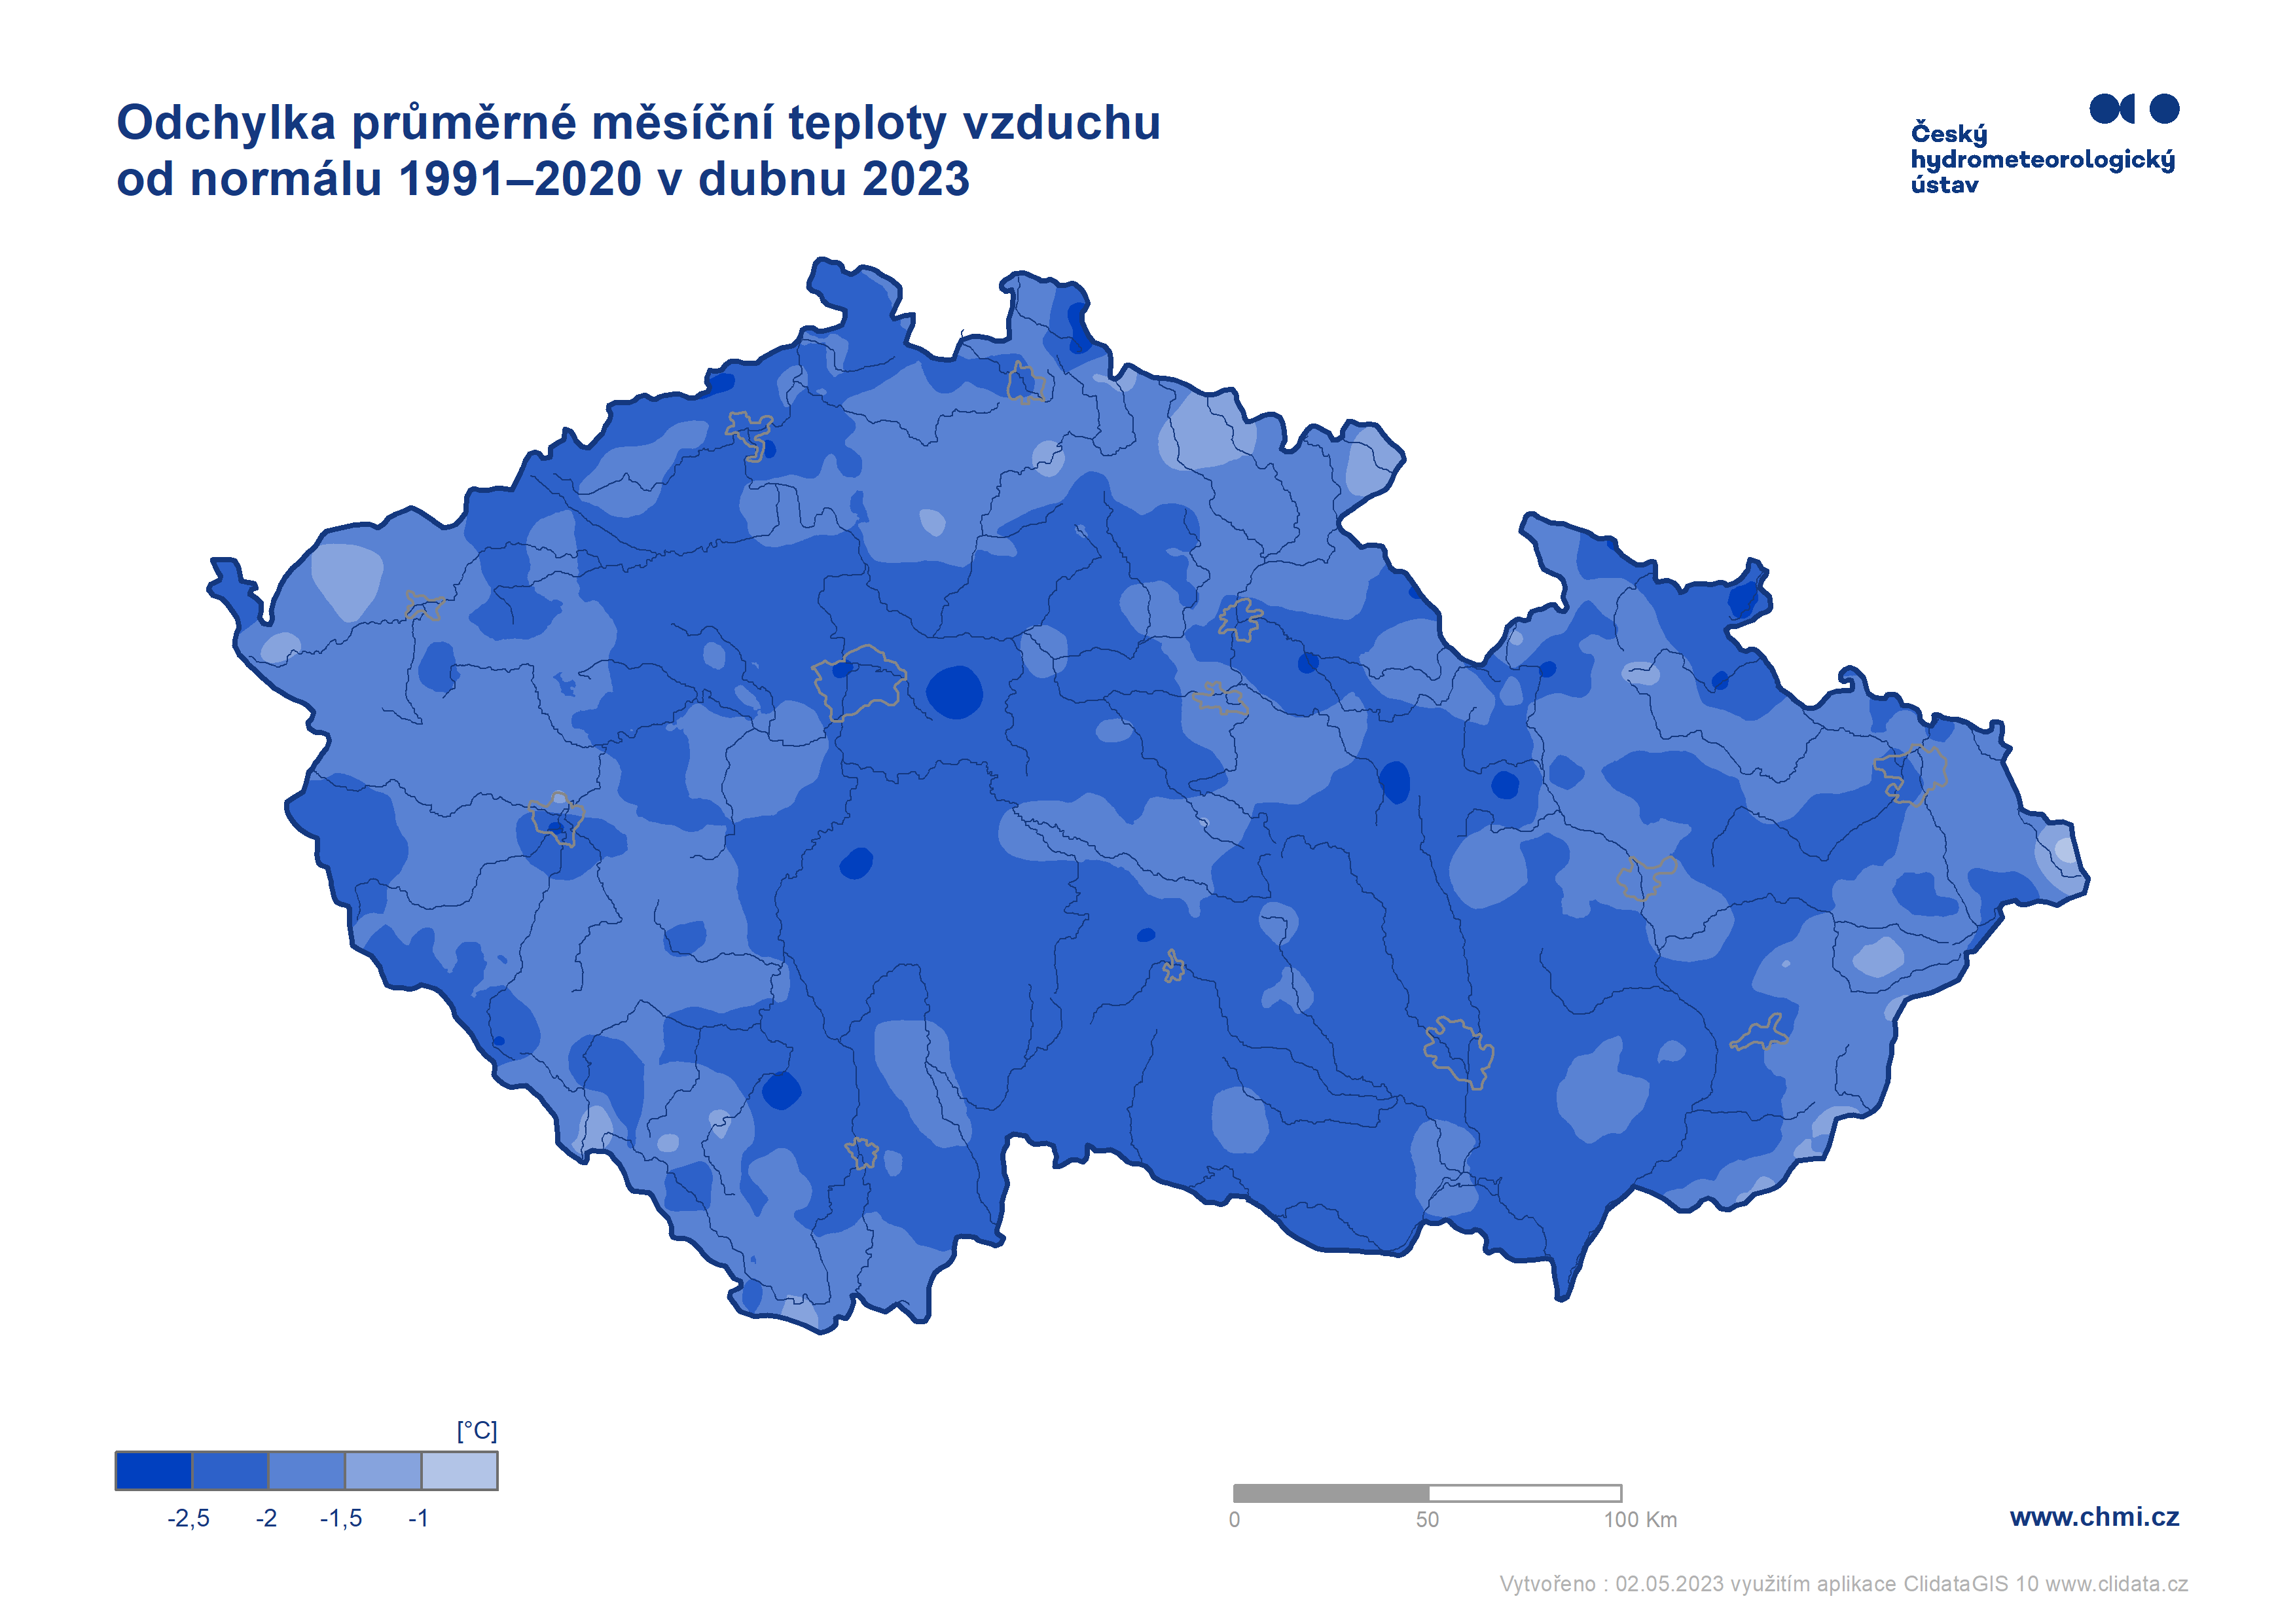 Odchylka průměrné měsíční teploty vzduchu
od normálu 1991–2020 v dubnu 2023
Český
hydrometeorologický
ústav
[°C]
-2,5 -2 -1,5 -1
0 50 100 Km
www.chmi.cz
Vytvořeno : 02.05.2023 využitím aplikace ClidataGIS 10 www.clidata.cz